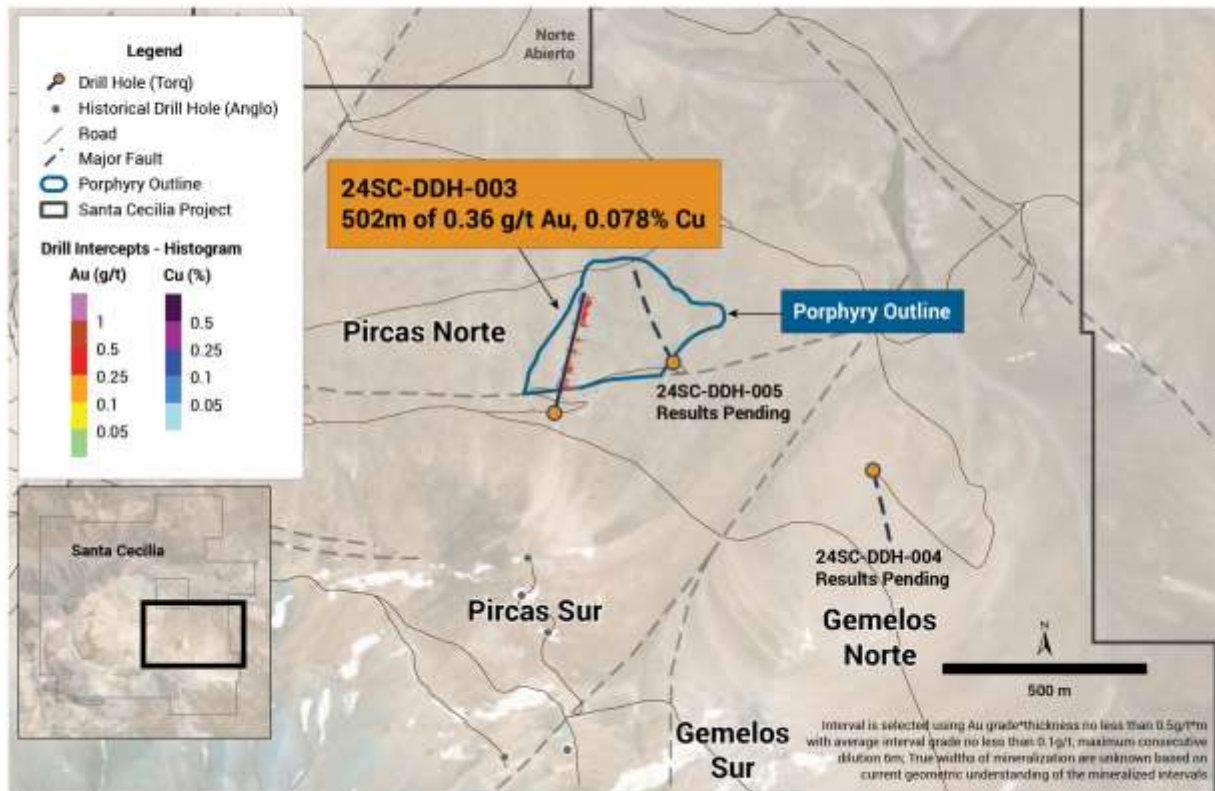 Legend
Drill Hole (Torq)
Historical Drill Hole (Anglo)
Road
Major Fault
Porphyry Outline
Santa Cecilia Project
Drill Intercepts - Histogram
Au (g/t)
Cu (%)
1
0.5
0.25
0.1
0.05
0.5
0.25
0.1
0.05
Norte
Abierto
24SC-DDH-003
502m of 0.36 g/t Au, 0.078% Cu
Pircas Norte
Porphyry Outline
24SC-DDH-005
Results Pending
24SC-DDH-004
Results Pending
Santa Cecilia
Pircas Sur
Gemelos
Norte
Gemelos
Sur
Z
500 m
Interval is selected using Au grade*thickness no less than 0.5g/t*m
with average interval grade no less than 0.1g/t, maximum consecutive
dilution 6m; True widths of mineralization are unknown based on
current geometric understanding of the mineralized intervals